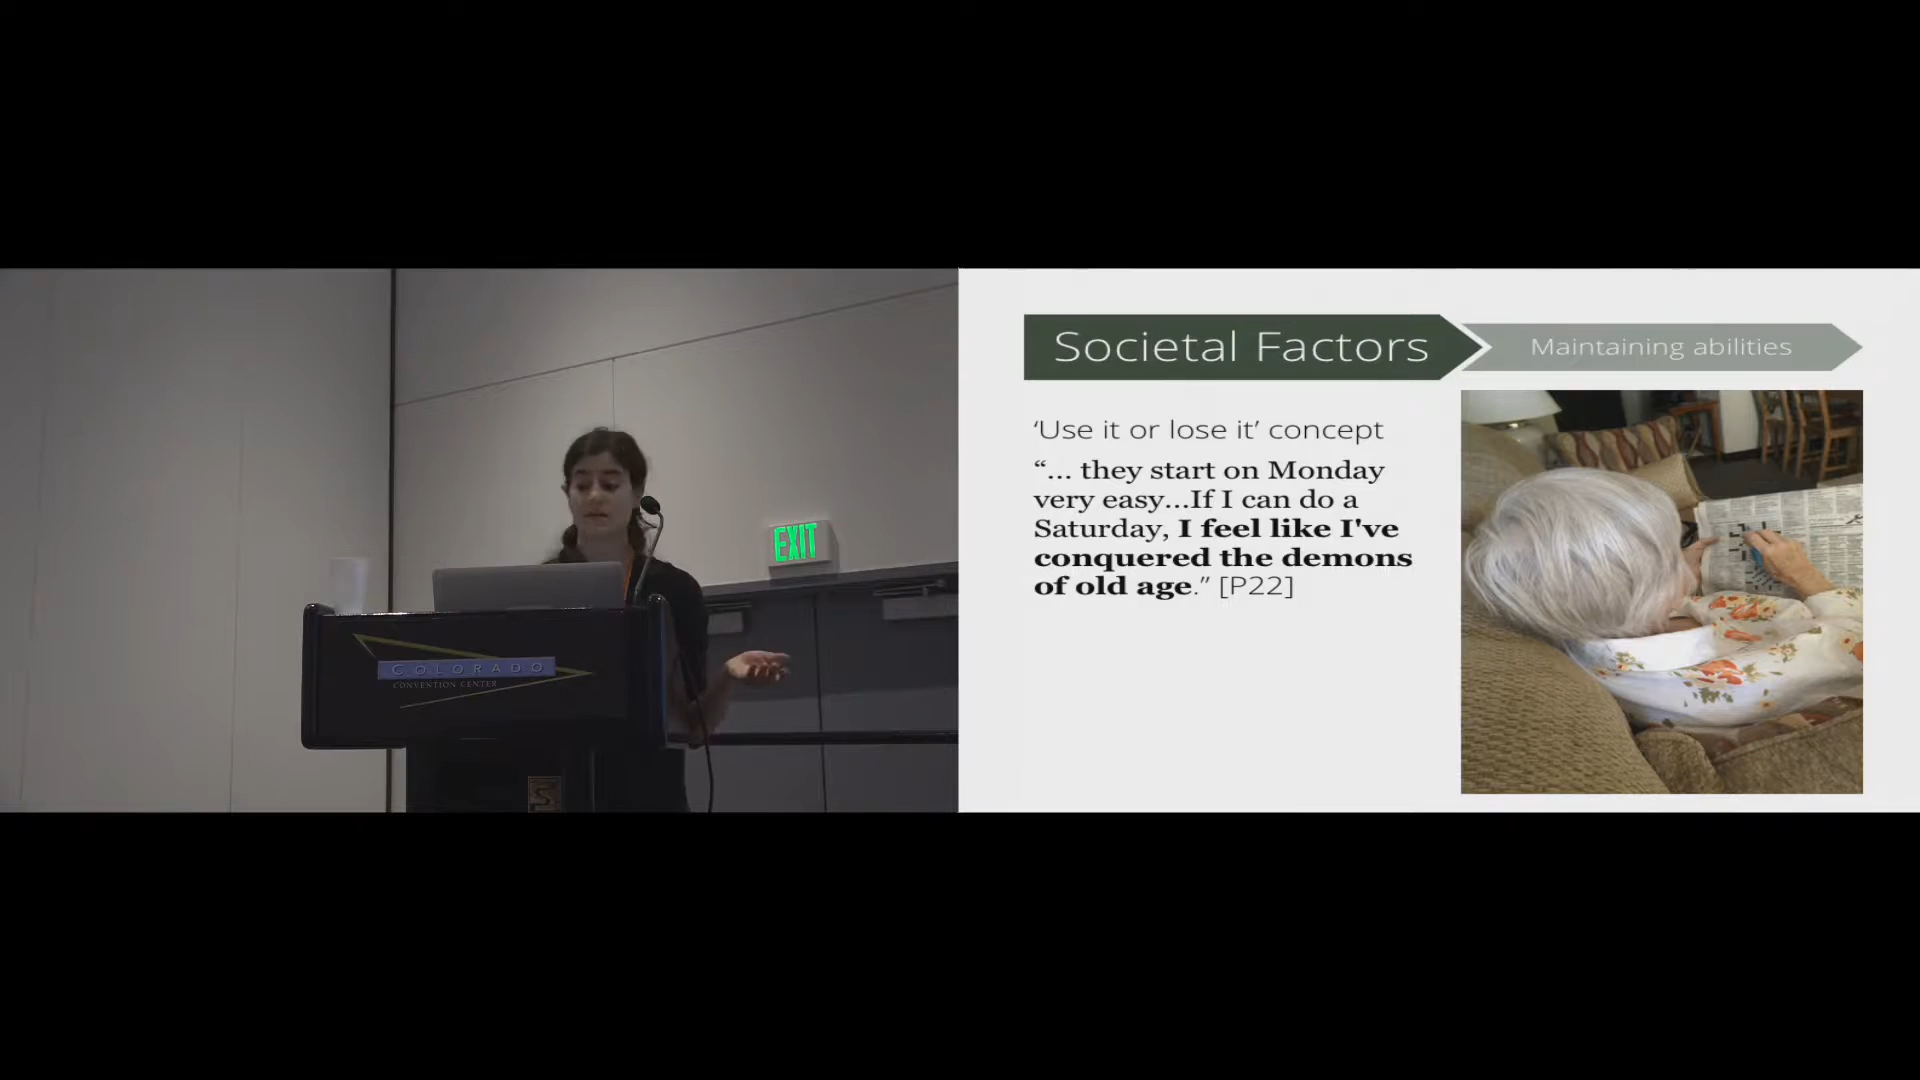 Societal Factors
Maintaining abilities
‘Use it or lose it’ concept
“... they start on Monday
very easy...If I can do a
Saturday, I feel like I've
conquered the demons
of old age.” [P22]
EXIT
COLORADO
CONVENTION CENTER